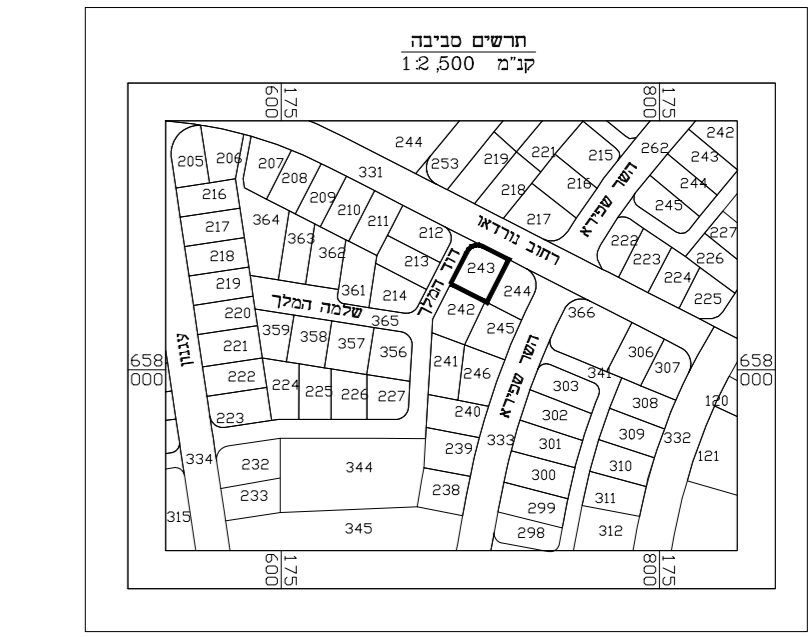 תרשים סביבה
קנ"מ 1:2,500
175 600
175 800
205 206 207 208 209 210 211 331 244 253 219 221 215 262 242
216 364 363 362 212 213 218 216 243 244 245
217 218 219 361 214 217 222 223 224 226 227 225
רחוב נורדאו
השר שפירא
דוד המלך
שלמה המלך
365
243 244 242 245 366 306 307
220 359 358 357 356 241 246 341
658 000
עגנון
השר שפירא
658 000
221 222 223 224 225 226 227 240 303 302 308 120
334 232 233 344 239 238 333 301 300 309 310 332 121
315 345 299 298 311 312
175 600
175 800